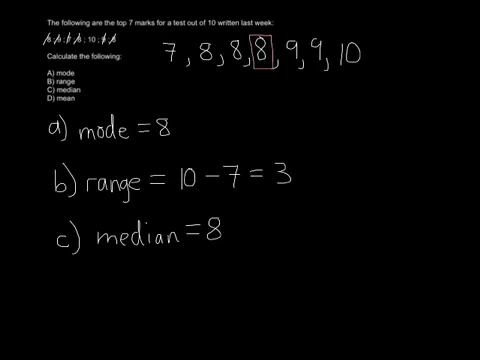 The following are the top 7 marks for a test out of 10 written last week:
10 ;
7, 8, 8, 8, 9, 9, 10
Calculate the following:
A) mode
B) range
C) median
D) mean
a) mode = 8
b) range = 10 - 7 = 3
c) median = 8